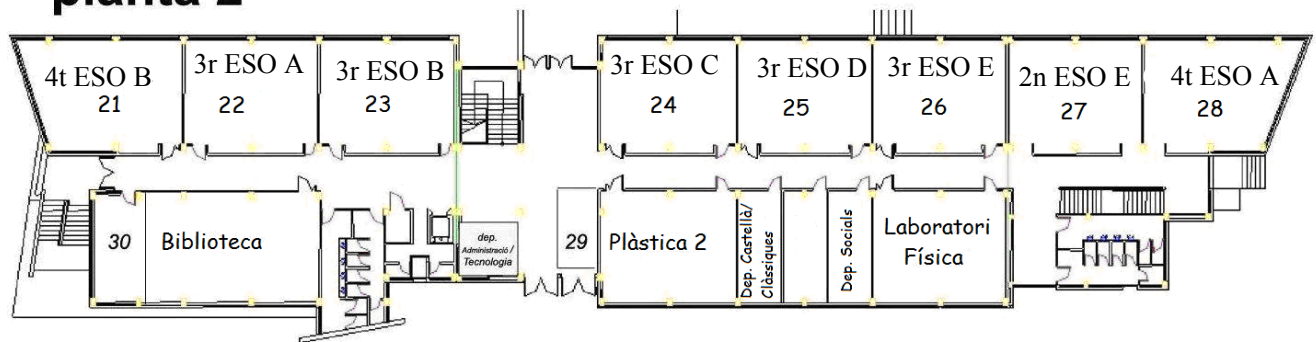 planta 2
4t ESO B
21
3r ESO A
22
3r ESO B
23
3r ESO C
24
3r ESO D
25
3r ESO E
26
2n ESO E
27
4t ESO A
28
30
Biblioteca
dep.
Administració /
Tecnologia
29
Plàstica 2
Dep. Castellà/
Clàssiques
Dep. Socials
Laboratori
Física